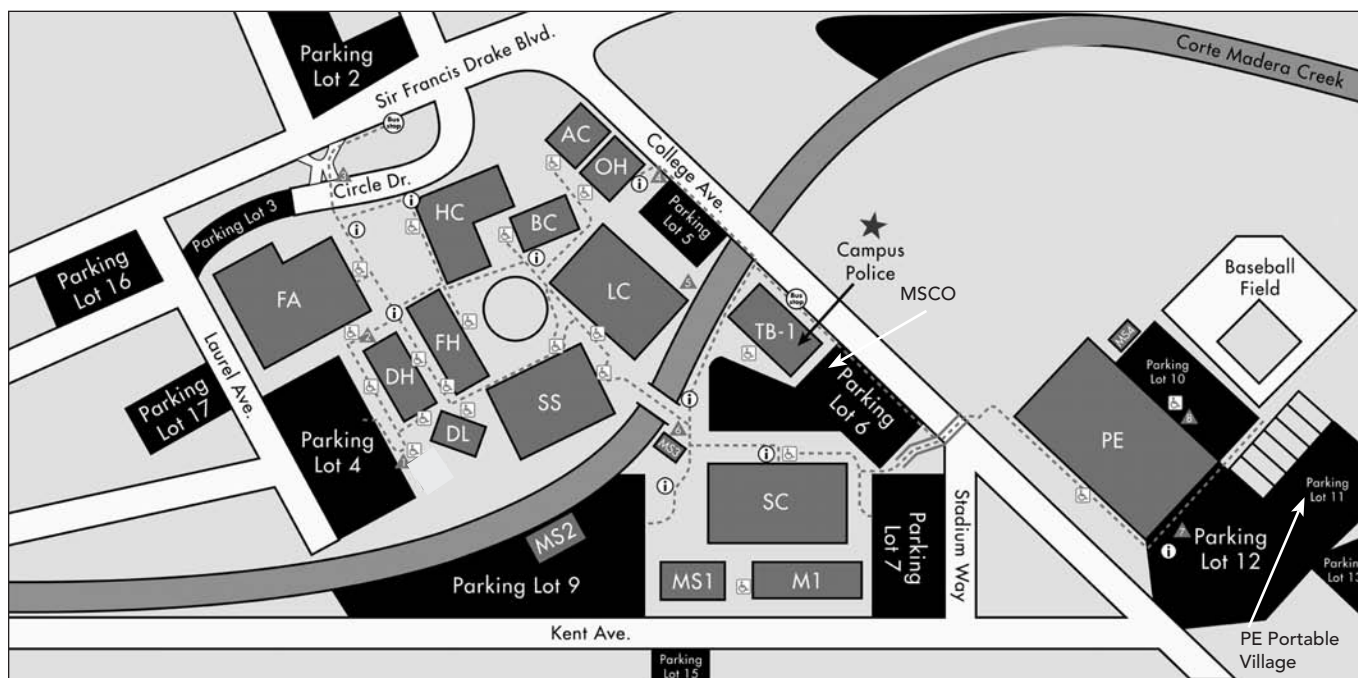 Parking
Lot 2
Sir Francis Drake Blvd.
Corte Madera Creek
Bus
stop
AC
OH
College Ave.
Circle Dr.
Parking Lot 3
HC
BC
Parking
Lot 5
Campus
Police
MSCO
Parking
Lot 16
FA
LC
Bus
stop
TB-1
Baseball
Field
MS4
Parking
Lot 10
Laurel Ave.
FH
DH
SS
DL
Parking
Lot 17
Parking
Lot 4
Parking
Lot 6
PE
MS3
SC
Parking
Lot 7
Stadium Way
Parking
Lot 11
Parking
Lot 12
Parking
Lot 13
MS2
Parking Lot 9
MS1
M1
Kent Ave.
Parking
Lot 15
PE Portable
Village